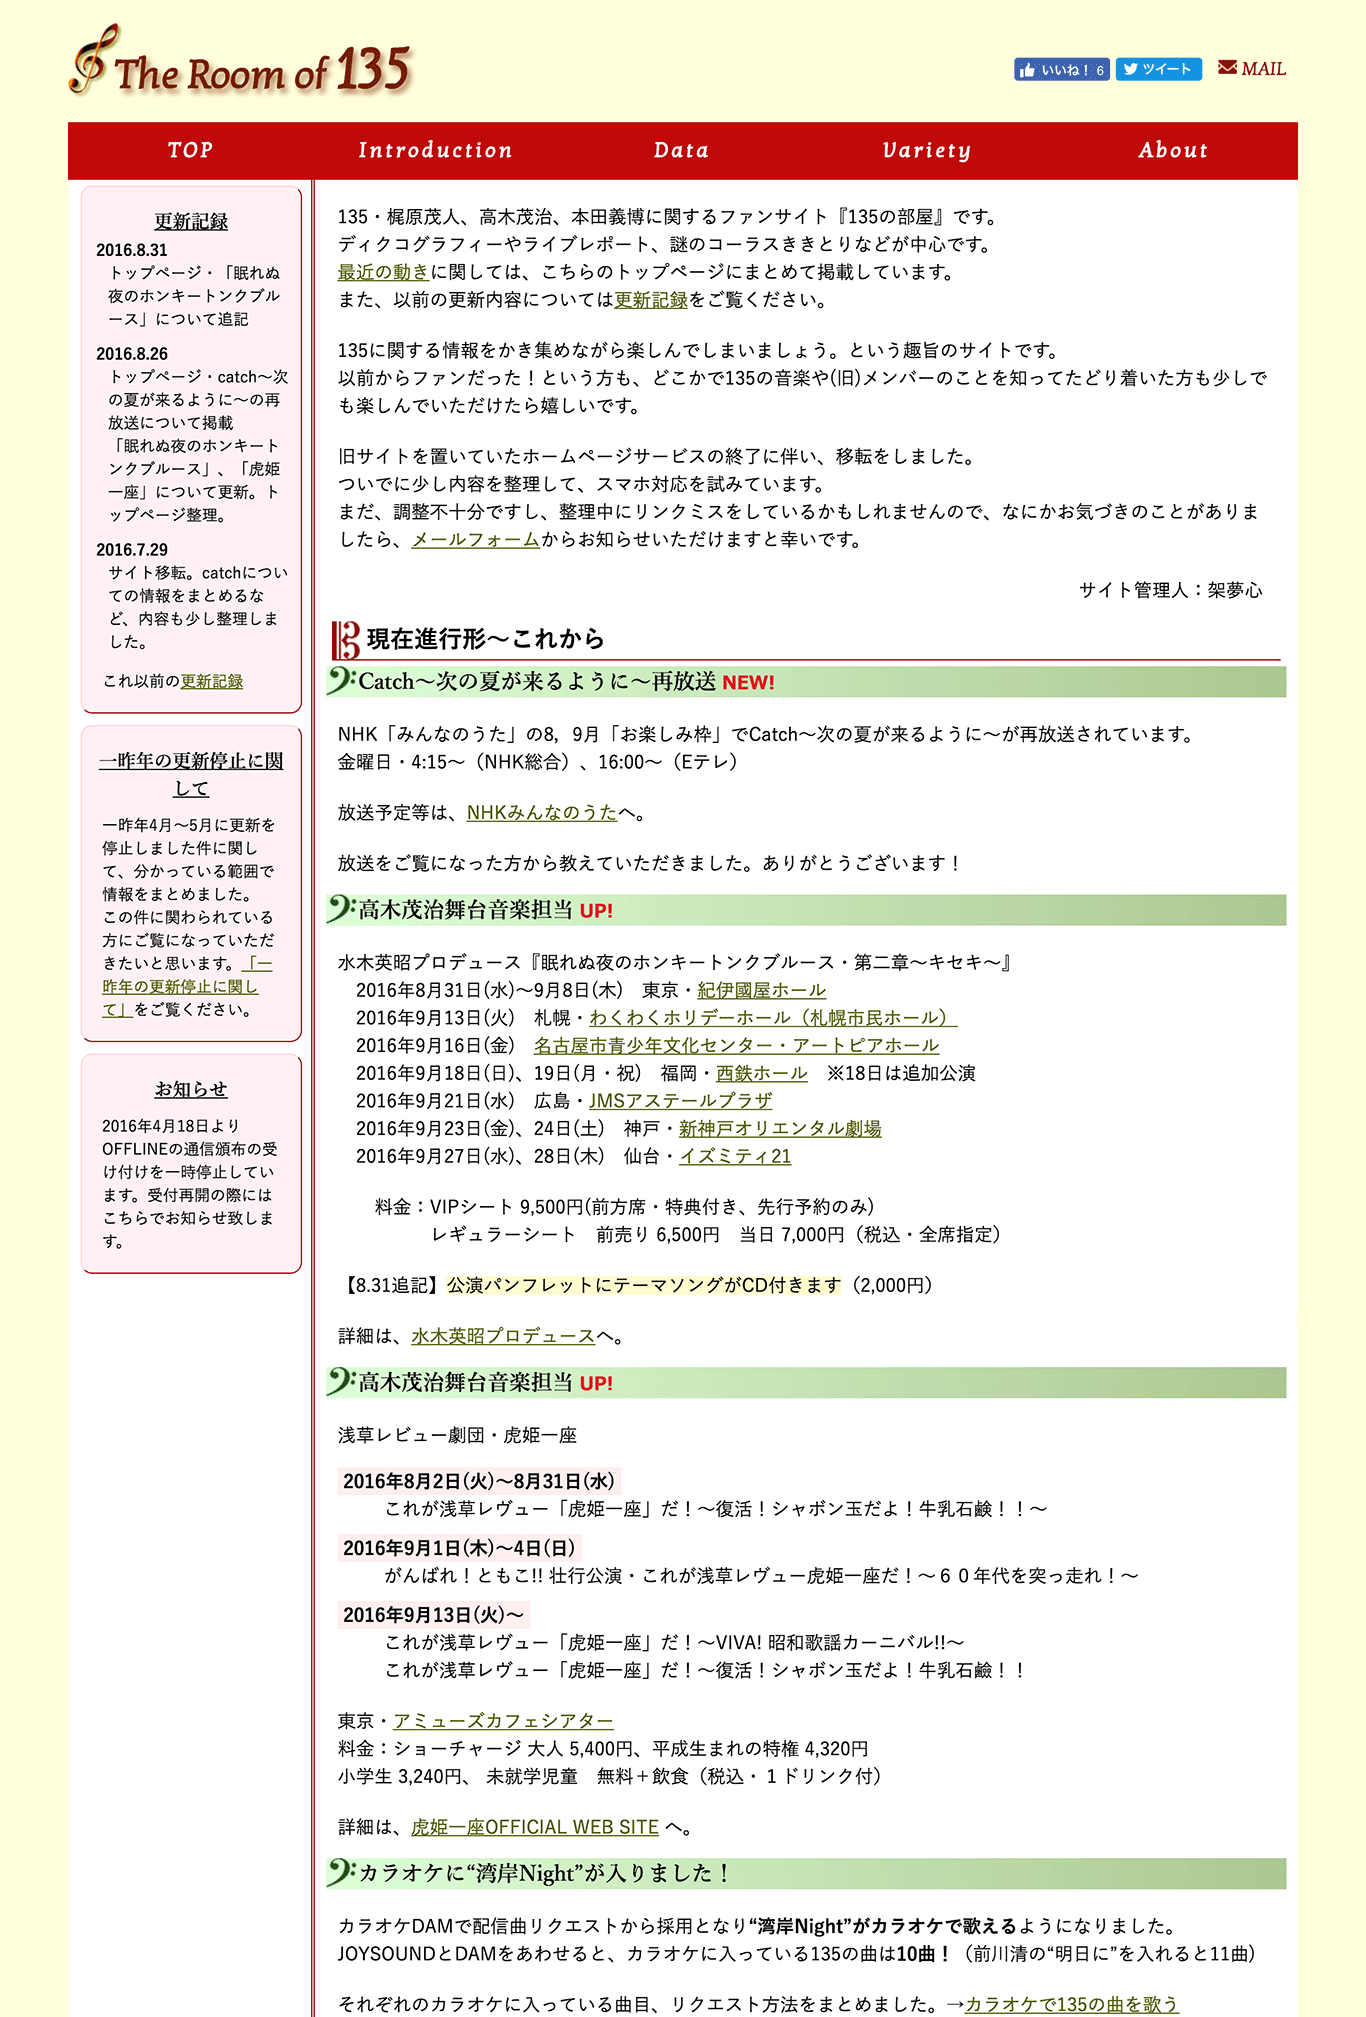 The Room of 135
いいね！ 6
ツイート
MAIL
TOP
Introduction
Data
Variety
About
更新記録
2016.8.31
トップページ・「眠れぬ
夜のホンキートンクブル
ース」について追記
2016.8.26
トップページ・catch〜次
の夏が来るように〜の再
放送について掲載
「眠れぬ夜のホンキート
ンクブルース」、「虎姫
一座」について更新。ト
ップページ整理。
2016.7.29
サイト移転。catchについ
ての情報をまとめるな
ど、内容も少し整理しま
した。
これ以前の更新記録
一昨年の更新停止に関
して
一昨年4月〜5月に更新を
停止しました件に関し
て、分かっている範囲で
情報をまとめました。
この件に関わられている
方にご覧になっていただ
きたいと思います。「一
昨年の更新停止に関し
て」をご覧ください。
お知らせ
2016年4月18日より
OFFLINEの通信頒布の受
け付けを一時停止してい
ます。受付再開の際には
こちらでお知らせ致しま
す。
135・梶原茂人、高木茂治、本田義博に関するファンサイト『135の部屋』です。
ディクコグラフィーやライブレポート、謎のコーラスききとりなどが中心です。
最近の動きに関しては、こちらのトップページにまとめて掲載しています。
また、以前の更新内容については更新記録をご覧ください。
135に関する情報をかき集めながら楽しんでしまいましょう。という趣旨のサイトです。
以前からファンだった！という方も、どこかで135の音楽や(旧)メンバーのことを知ってたどり着いた方も少しで
も楽しんでいただけたら嬉しいです。
旧サイトを置いていたホームページサービスの終了に伴い、移転をしました。
ついでに少し内容を整理して、スマホ対応を試みています。
まだ、調整不十分ですし、整理中にリンクミスをしているかもしれませんので、なにかお気づきのことがありま
したら、メールフォームからお知らせいただけますと幸いです。
サイト管理人：架夢心
現在進行形〜これから
Catch〜次の夏が来るように〜再放送 NEW!
NHK「みんなのうた」の8，9月「お楽しみ枠」でCatch〜次の夏が来るように〜が再放送されています。
金曜日・4:15〜（NHK総合）、16:00〜（Eテレ）
放送予定等は、NHKみんなのうたへ。
放送をご覧になった方から教えていただきました。ありがとうございます！
高木茂治舞台音楽担当 UP!
水木英昭プロデュース『眠れぬ夜のホンキートンクブルース・第二章〜キセキ〜』
2016年8月31日(水)〜9月8日(木)　東京・紀伊國屋ホール
2016年9月13日(火)　札幌・わくわくホリデーホール（札幌市民ホール）
2016年9月16日(金)　名古屋市青少年文化センター・アートピアホール
2016年9月18日(日)、19日(月・祝)　福岡・西鉄ホール　※18日は追加公演
2016年9月21日(水)　広島・JMSアステールプラザ
2016年9月23日(金)、24日(土)　神戸・新神戸オリエンタル劇場
2016年9月27日(水)、28日(木)　仙台・イズミティ21
料金：VIPシート 9,500円(前方席・特典付き、先行予約のみ)
レギュラーシート　前売り 6,500円　当日 7,000円（税込・全席指定）
【8.31追記】公演パンフレットにテーマソングがCD付きます（2,000円）
詳細は、水木英昭プロデュースへ。
高木茂治舞台音楽担当 UP!
浅草レビュー劇団・虎姫一座
2016年8月2日(火)〜8月31日(水)
これが浅草レヴュー「虎姫一座」だ！〜復活！シャボン玉だよ！牛乳石鹸！！〜
2016年9月1日(木)〜4日(日)
がんばれ！ともこ!! 壮行公演・これが浅草レヴュー虎姫一座だ！〜６０年代を突っ走れ！〜
2016年9月13日(火)〜
これが浅草レヴュー「虎姫一座」だ！〜VIVA! 昭和歌謡カーニバル!!〜
これが浅草レヴュー「虎姫一座」だ！〜復活！シャボン玉だよ！牛乳石鹼！！
東京・アミューズカフェシアター
料金：ショーチャージ 大人 5,400円、平成生まれの特権 4,320円
小学生 3,240円、 未就学児童　無料＋飲食（税込・１ドリンク付）
詳細は、虎姫一座OFFICIAL WEB SITE へ。
カラオケに“湾岸Night”が入りました！
カラオケDAMで配信曲リクエストから採用となり“湾岸Night”がカラオケで歌えるようになりました。
JOYSOUNDとDAMをあわせると、カラオケに入っている135の曲は10曲！（前川清の“明日に”を入れると11曲)
それぞれのカラオケに入っている曲目、リクエスト方法をまとめました。→カラオケで135の曲を歌う